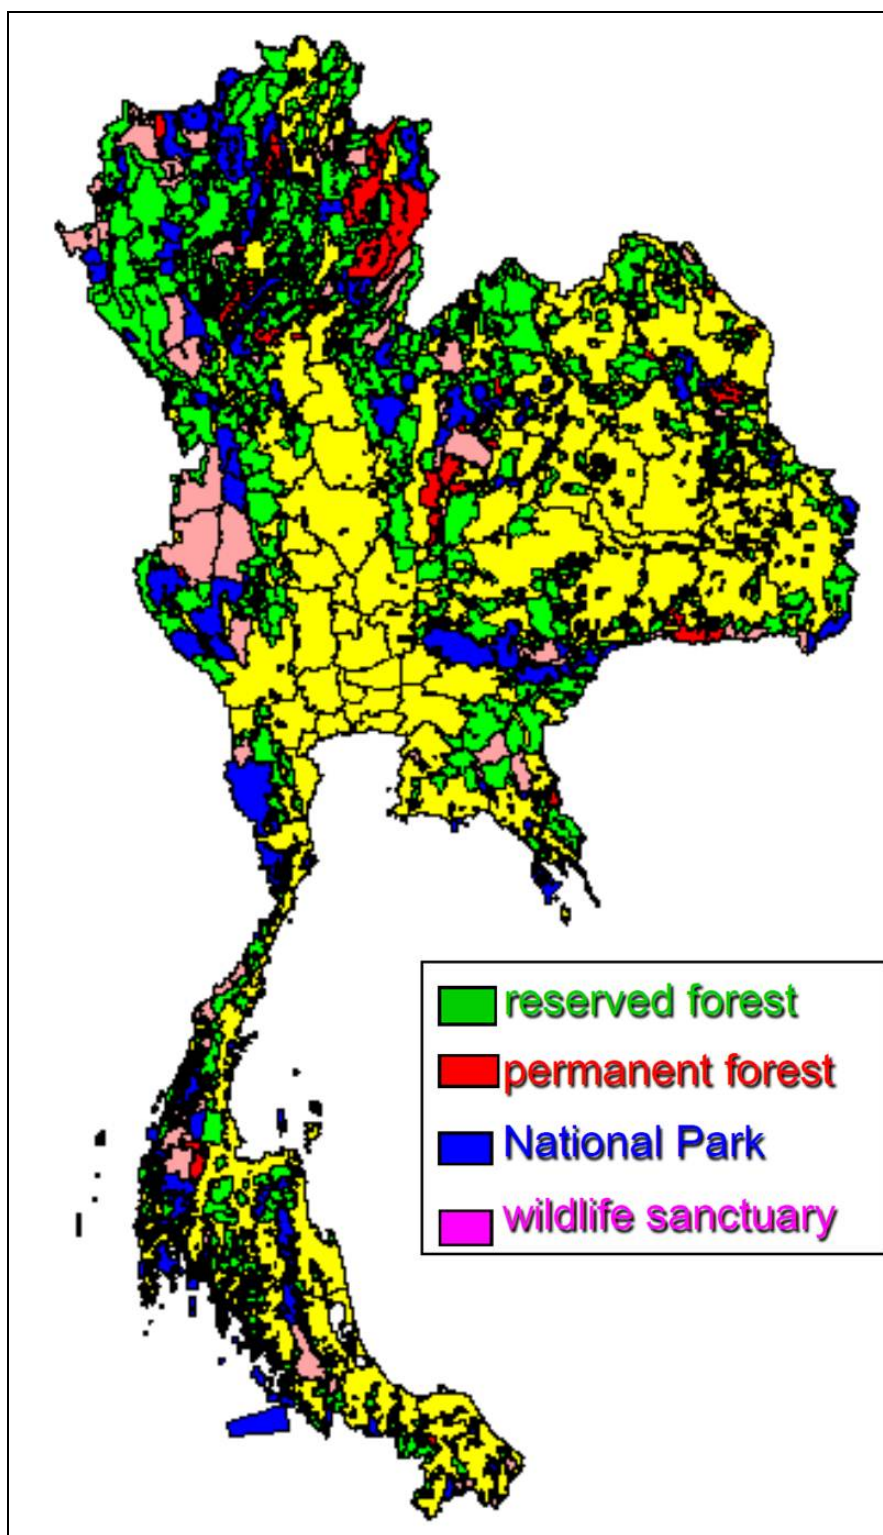 reserved forest
permanent forest
National Park
wildlife sanctuary